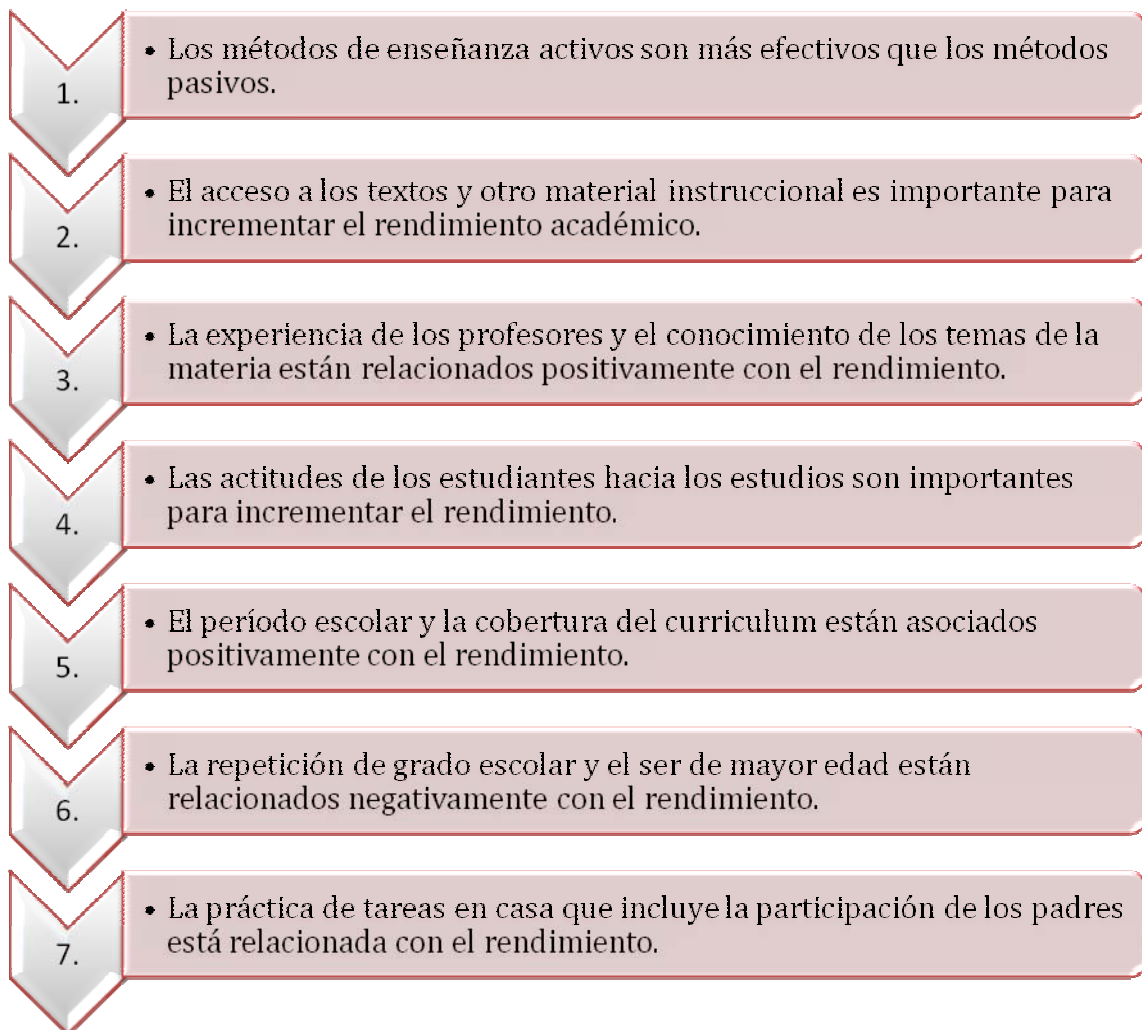 1.
• Los métodos de enseñanza activos son más efectivos que los métodos
pasivos.
2.
• El acceso a los textos y otro material instruccional es importante para
incrementar el rendimiento académico.
3.
• La experiencia de los profesores y el conocimiento de los temas de la
materia están relacionados positivamente con el rendimiento.
4.
• Las actitudes de los estudiantes hacia los estudios son importantes
para incrementar el rendimiento.
5.
• El período escolar y la cobertura del curriculum están asociados
positivamente con el rendimiento.
6.
• La repetición de grado escolar y el ser de mayor edad están
relacionados negativamente con el rendimiento.
7.
• La práctica de tareas en casa que incluye la participación de los padres
está relacionada con el rendimiento.